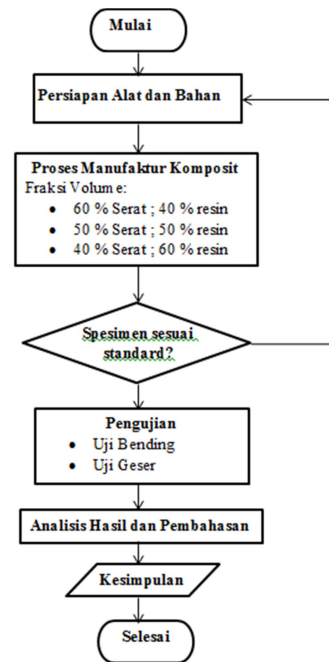 Mulai
Persiapan Alat dan Bahan
Proses Manufaktur Komposit
Fraksi Volume:
• 60 % Serat ; 40 % resin
• 50 % Serat ; 50 % resin
• 40 % Serat ; 60 % resin
Spesimen sesuai
standard?
Pengujian
• Uji Bending
• Uji Geser
Analisis Hasil dan Pembahasan
Kesimpulan
Selesai